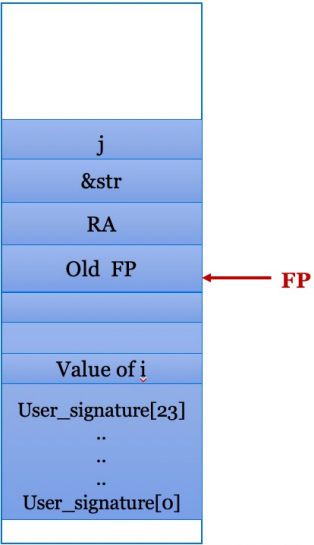 j
&str
RA
Old FP
FP
Value of i
User_signature[23]
..
..
..
User_signature[0]